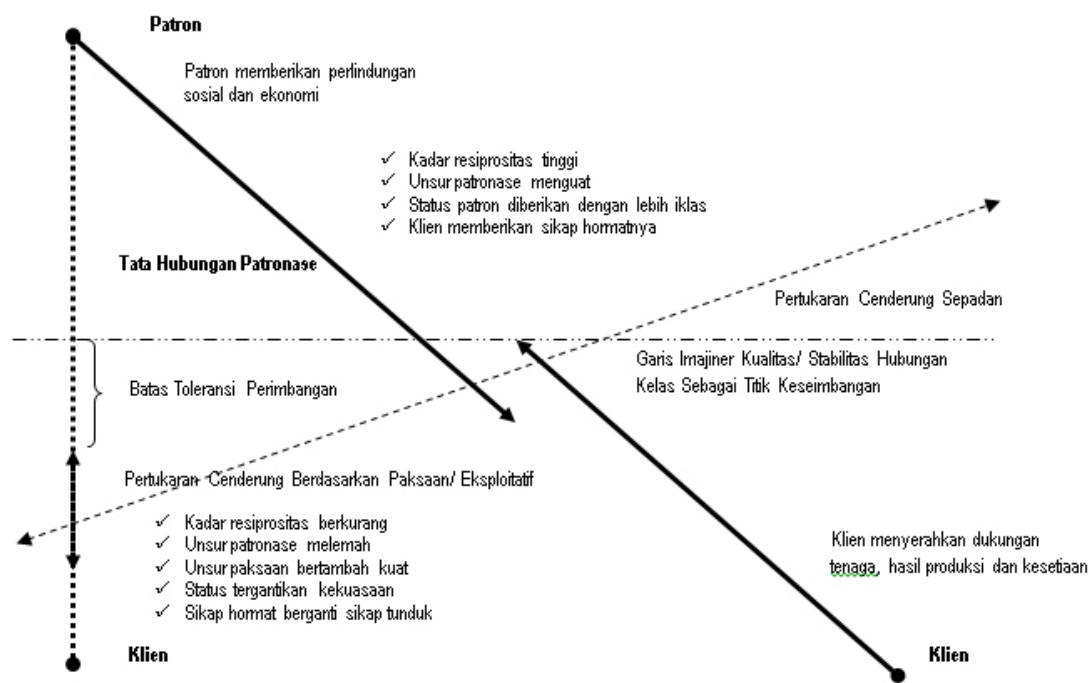 Patron
Patron memberikan perlindungan
sosial dan ekonomi
✓ Kadar resiprositas tinggi
✓ Unsur patronase menguat
✓ Status patron diberikan dengan lebih iklas
✓ Klien memberikan sikap hormatnya
Tata Hubungan Patronase
Pertukaran Cenderung Sepadan
Garis Imajiner Kualitas/ Stabilitas Hubungan
Kelas Sebagai Titik Keseimbangan
Batas Toleransi Perimbangan
Pertukaran Cenderung Berdasarkan Paksaan/ Eksploitatif
✓ Kadar resiprositas berkurang
✓ Unsur patronase melemah
✓ Unsur paksaan bertambah kuat
✓ Status tergantikan kekuasaan
✓ Sikap hormat berganti sikap tunduk
Klien menyerahkan dukungan
tenaga, hasil produksi dan kesetiaan
Klien
Klien